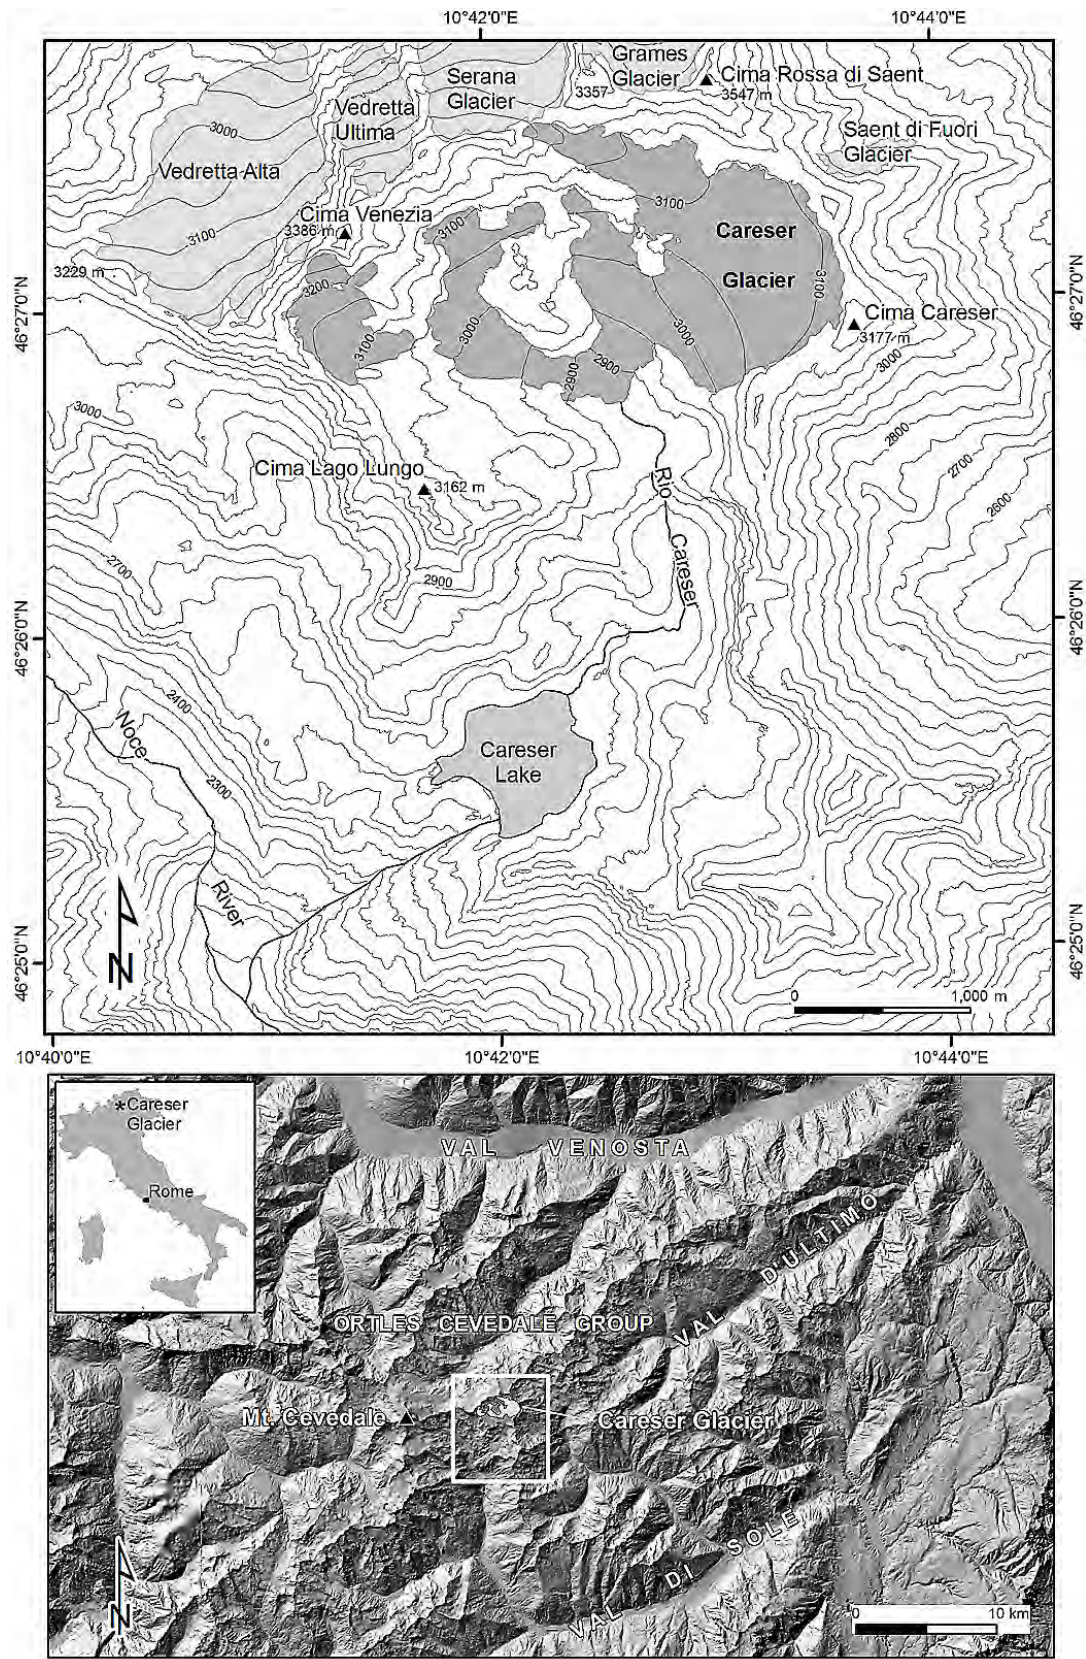 10°42'0"E
10°44'0"E
Grames
Glacier
Cima Rossa di Saent
3547 m
3357
Serana
Glacier
Vedretta
Ultima
3000
Saent di Fuori
Glacier
Vedretta Alta
Cima Venezia
3386 m
3100
3100
3100
Careser
Glacier
3229 m
3200
3100
Cima Careser
3177 m
3000
3000
3000
3100
2900
2900
46°27'0"N
46°27'0"N
3000
2800
2700
2600
Cima Lago Lungo
3162 m
Rio
Careser
2700
2900
46°26'0"N
46°26'0"N
2400
Noce
2300
Careser
Lake
River
N
46°25'0"N
46°25'0"N
0
1,000 m
10°40'0"E
10°42'0"E
10°44'0"E
*Careser
Glacier
Rome
VAL VENOSTA
VAL D'ULTIMO
ORTLES CEVEDALE GROUP
Mt. Cevedale
Careser Glacier
VAL DI SOLE
N
0
10 km